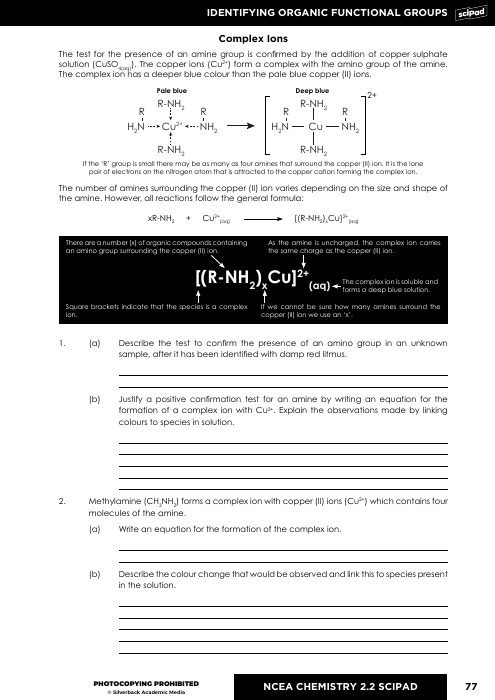 IDENTIFYING ORGANIC FUNCTIONAL GROUPS scipad
Complex Ions
The test for the presence of an amine group is confirmed by the addition of copper sulphate
solution (CuSO4(aq)). The copper ions (Cu2+) form a complex with the amino group of the amine.
The complex ion has a deeper blue colour than the pale blue copper (II) ions.
Pale blue
Deep blue
R-NH2
R-NH2
2+
R
R
R
R
H2N
Cu2+
NH2
H2N
Cu
NH2
R-NH2
R-NH2
If the 'R' group is small there may be as many as four amines that surround the copper (II) ion. It is the lone
pair of electrons on the nitrogen atom that is attracted to the copper cation forming the complex.
The number of amines surrounding the copper (II) ion varies depending on the size and shape of
the amine. However, all reactions follow the general formula:
xR-NH2 + Cu2+(aq) → [(R-NH2)xCu]2+(aq)
There are a number (x) of organic compounds containing
an amino group surrounding the copper (II) ion.
As the amine is uncharged, the complex ion carries
the same charge as the copper (II) ion.
[(R-NH2)xCu]2+(aq)
The complex ion is soluble and
forms a deep blue solution.
Square brackets indicate that the species is a complex
ion.
If we cannot be sure how many amines surround the
copper (II) ion we use an 'x'.
1. (a) Describe the test to confirm the presence of an amino group in an unknown
sample, after it has been identified with damp red litmus.
(b) Justify a positive confirmation test for an amine by writing an equation for the
formation of a complex ion with Cu2+. Explain the observations made by linking
colours to species in solution.
2. Methylamine (CH3NH2) forms a complex ion with copper (II) ions (Cu2+) which contains four
molecules of the amine.
(a) Write an equation for the formation of the complex ion.
(b) Describe the colour change that would be observed and link this to species present
in the solution.
PHOTOCOPYING PROHIBITED
© Silverback Academic Media
NCEA CHEMISTRY 2.2 SCIPAD
77